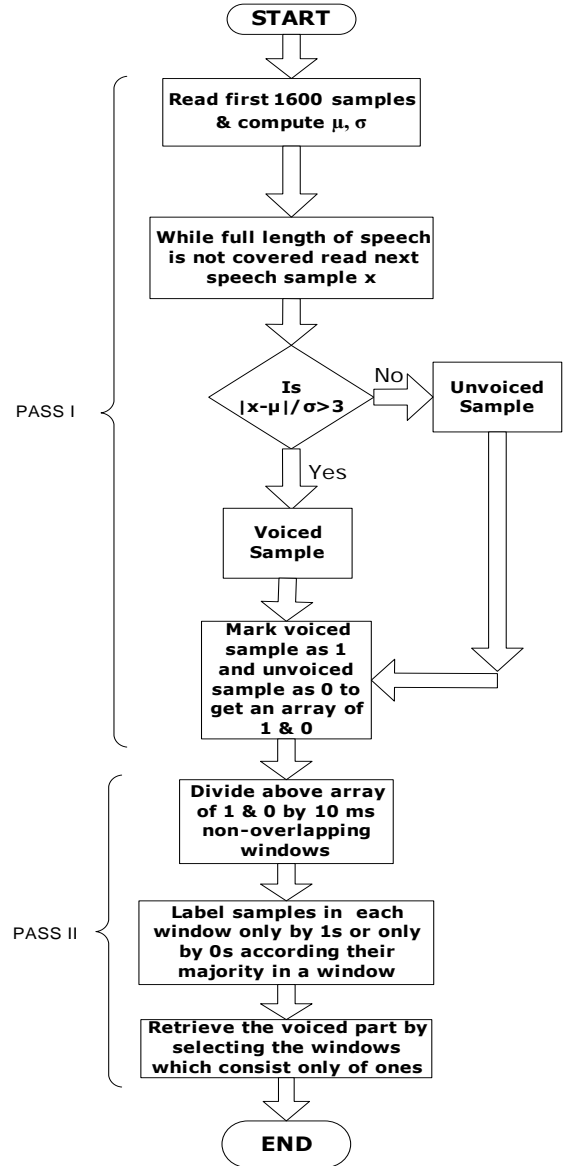 START
Read first 1600 samples
& compute μ, σ
While full length of speech
is not covered read next
speech sample x
Is
|x-μ|/σ>3
No
Unvoiced
Sample
PASS I
Yes
Voiced
Sample
Mark voiced
sample as 1
and unvoiced
sample as 0 to
get an array of
1 & 0
Divide above array
of 1 & 0 by 10 ms
non-overlapping
windows
Label samples in each
window only by 1s or only
by 0s according their
majority in a window
PASS II
Retrieve the voiced part by
selecting the windows
which consist only of ones
END